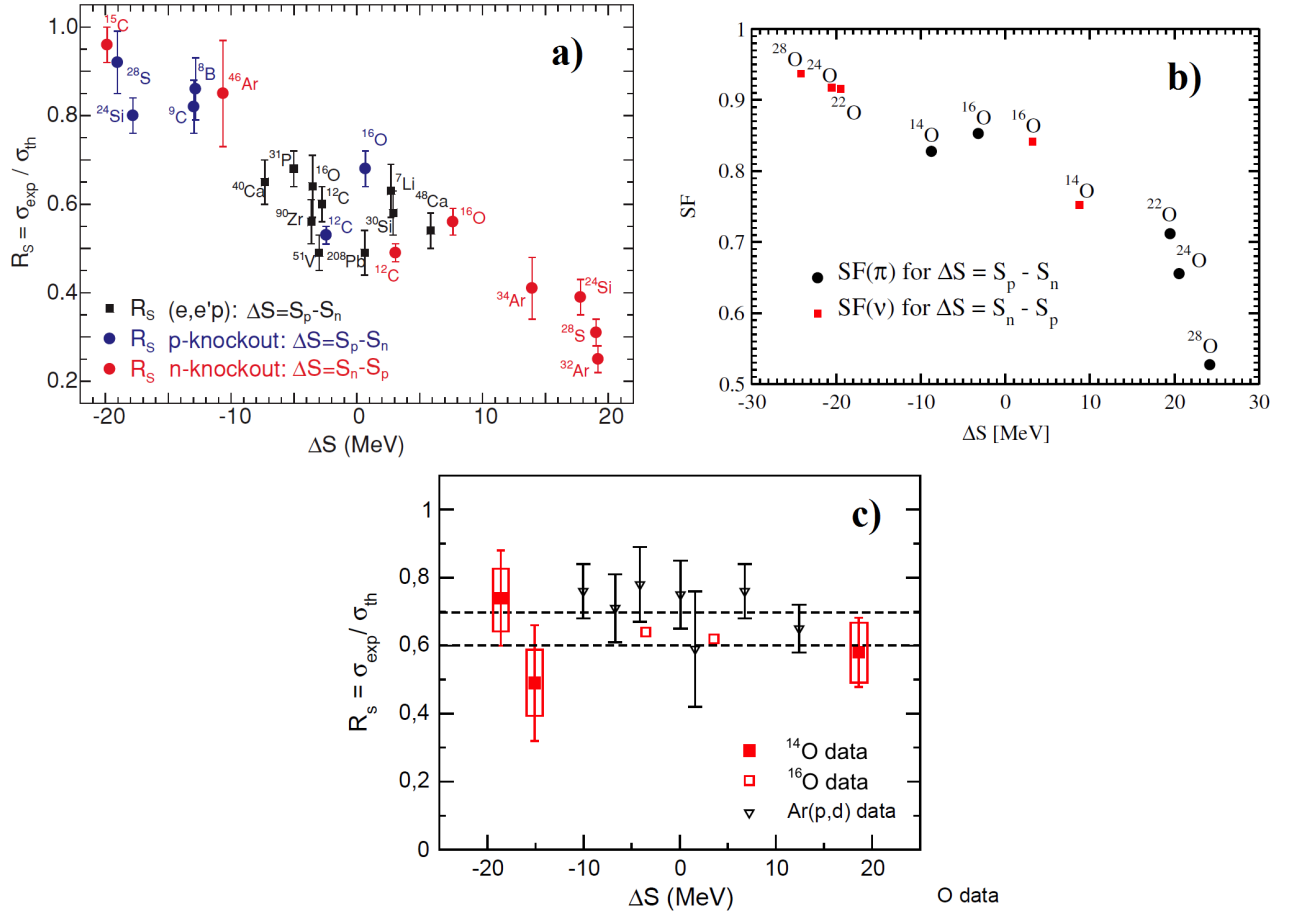 a)
R_S = σ_exp / σ_th
1.0
0.8
0.6
0.4
0.2
¹⁵C
²⁸S
²⁴Si
⁸B
⁹C
⁴⁶Ar
³¹P
⁴⁰Ca
¹⁶O
¹²C
⁹⁰Zr
¹²C
⁵¹V
²⁰⁸Pb
¹⁶O
⁷Li
⁴⁸Ca
³⁰Si
¹²C
¹⁶O
³⁴Ar
²⁴Si
²⁸S
³²Ar
R_S (e,e'p): ΔS=S_p-S_n
R_S p-knockout: ΔS=S_p-S_n
R_S n-knockout: ΔS=S_n-S_p
-20 -10 0 10 20
ΔS (MeV)
b)
SF
1
0.9
0.8
0.7
0.6
0.5
²⁸O
²⁴O
²²O
¹⁴O
¹⁶O
¹⁶O
¹⁴O
²²O
²⁴O
²⁸O
SF(π) for ΔS = S_p - S_n
SF(ν) for ΔS = S_n - S_p
-30 -20 -10 0 10 20 30
ΔS [MeV]
c)
R_s = σ_exp/ σ_th
1
0,8
0,6
0,4
0,2
0
¹⁴O data
¹⁶O data
Ar(p,d) data
-20 -10 0 10 20
ΔS (MeV)
O data